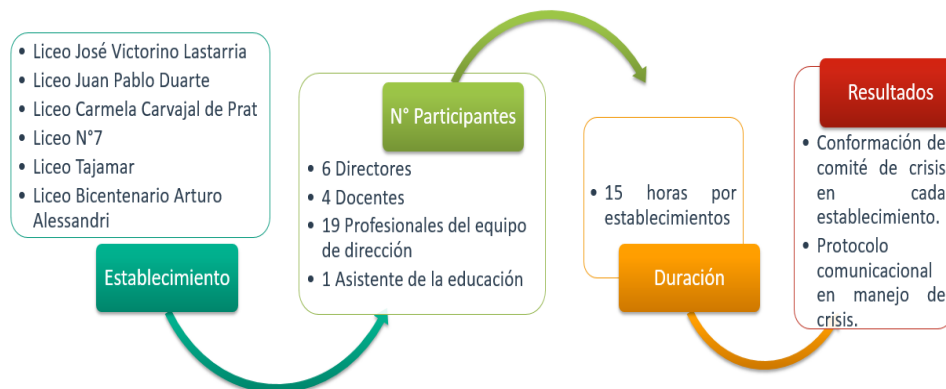 • Liceo José Victorino Lastarria
• Liceo Juan Pablo Duarte
• Liceo Carmela Carvajal de Prat
• Liceo N°7
• Liceo Tajamar
• Liceo Bicentenario Arturo
Alessandri
Establecimiento
N° Participantes
• 6 Directores
• 4 Docentes
• 19 Profesionales del equipo
de dirección
• 1 Asistente de la educación
• 15 horas por
establecimientos
Duración
Resultados
• Conformación de
comité de crisis
en cada
establecimiento.
• Protocolo
comunicacional
en manejo de
crisis.